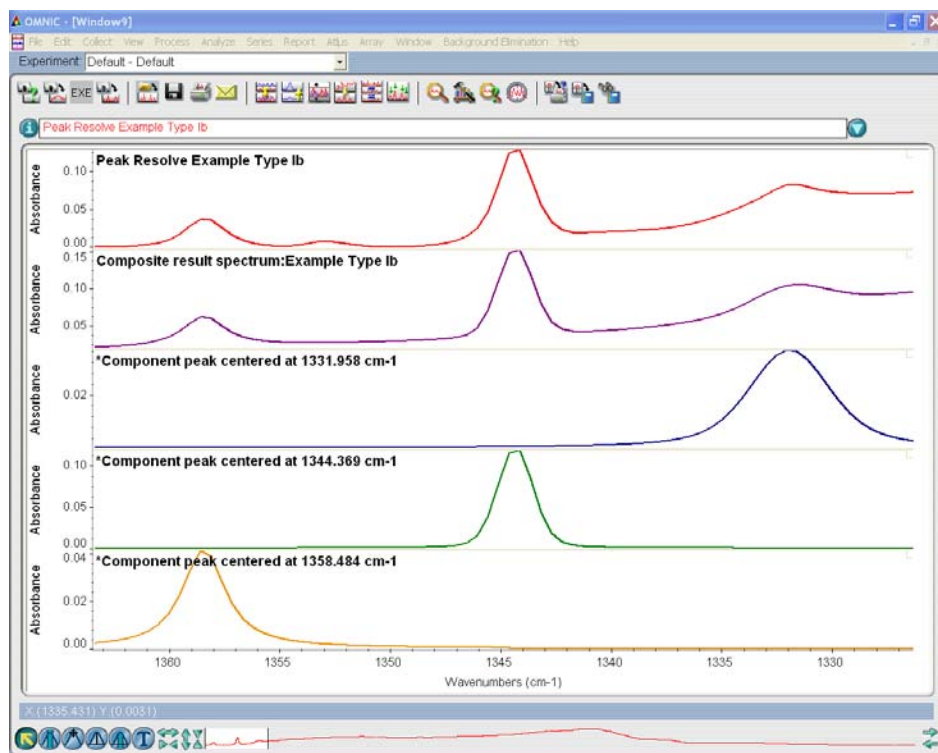 OMNIC - [Window9]
File Edit Collect View Process Analyze Series Report Atlµs Array Window Background Elimination Help
Experiment: Default - Default
EXE
Peak Resolve Example Type Ib
Peak Resolve Example Type Ib
Absorbance
0.10
0.05
0.00
Composite result spectrum:Example Type Ib
Absorbance
0.15
0.10
0.05
*Component peak centered at 1331.958 cm-1
Absorbance
0.02
*Component peak centered at 1344.369 cm-1
Absorbance
0.10
0.05
0.00
*Component peak centered at 1358.484 cm-1
Absorbance
0.04
0.02
0.00
1360 1355 1350 1345 1340 1335 1330
Wavenumbers (cm-1)
X:(1335.431) Y:(0.0031)
T